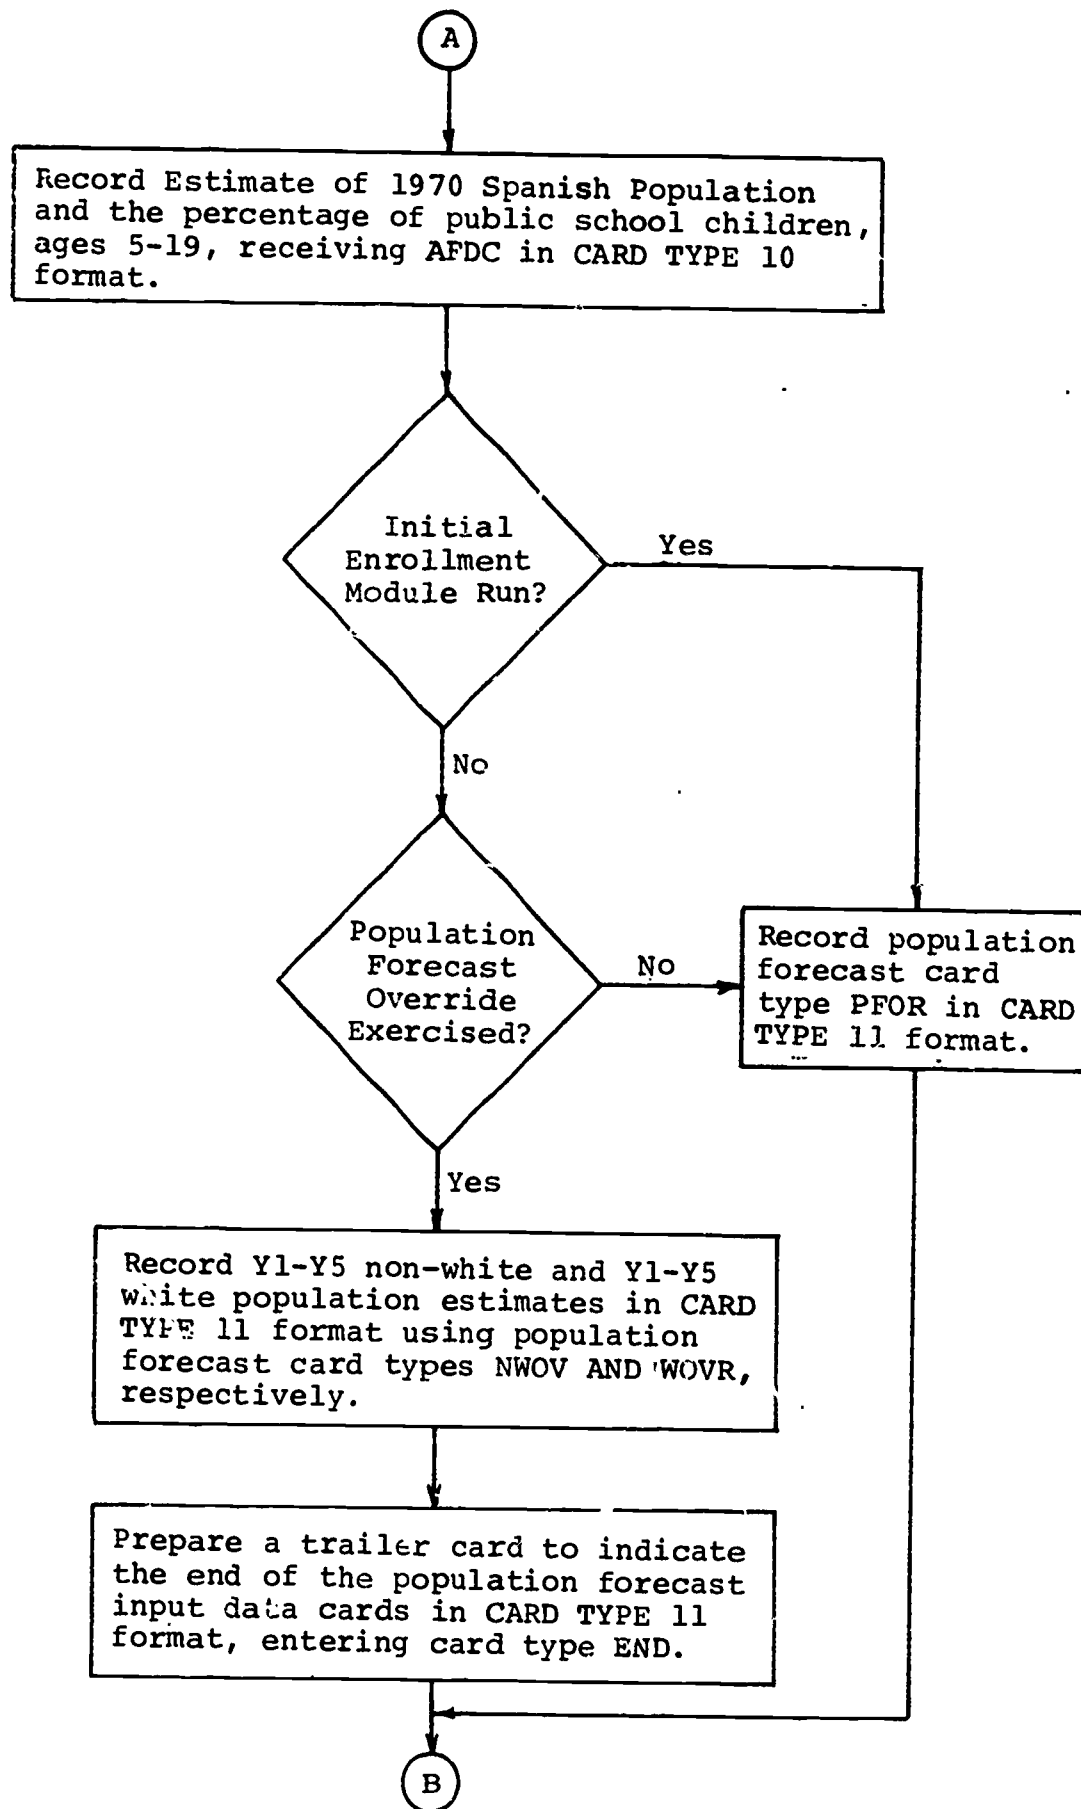 A
Record Estimate of 1970 Spanish Population
and the percentage of public school children,
ages 5-19, receiving AFDC in CARD TYPE 10
format.
Initial
Enrollment
Module Run?
Yes
No
Population
Forecast
Override
Exercised?
No
Record population
forecast card
type PFOR in CARD
TYPE 11 format.
Yes
Record Y1-Y5 non-white and Y1-Y5
white population estimates in CARD
TYPE 11 format using population
forecast card types NWOV AND WOVR,
respectively.
Prepare a trailer card to indicate
the end of the population forecast
input data cards in CARD TYPE 11
format, entering card type END.
B